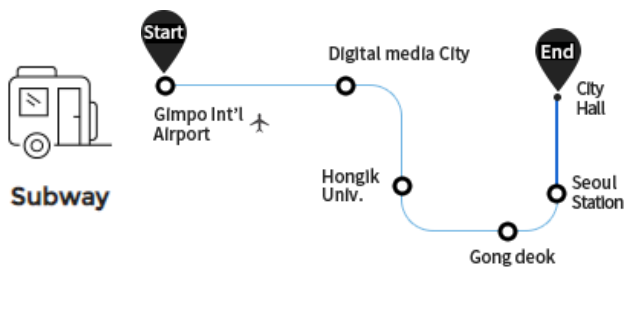 Start
Digital media City
End
City
Hall
Gimpo Int'l
Airport
Subway
Hongik
Univ.
Seoul
Station
Gong deok